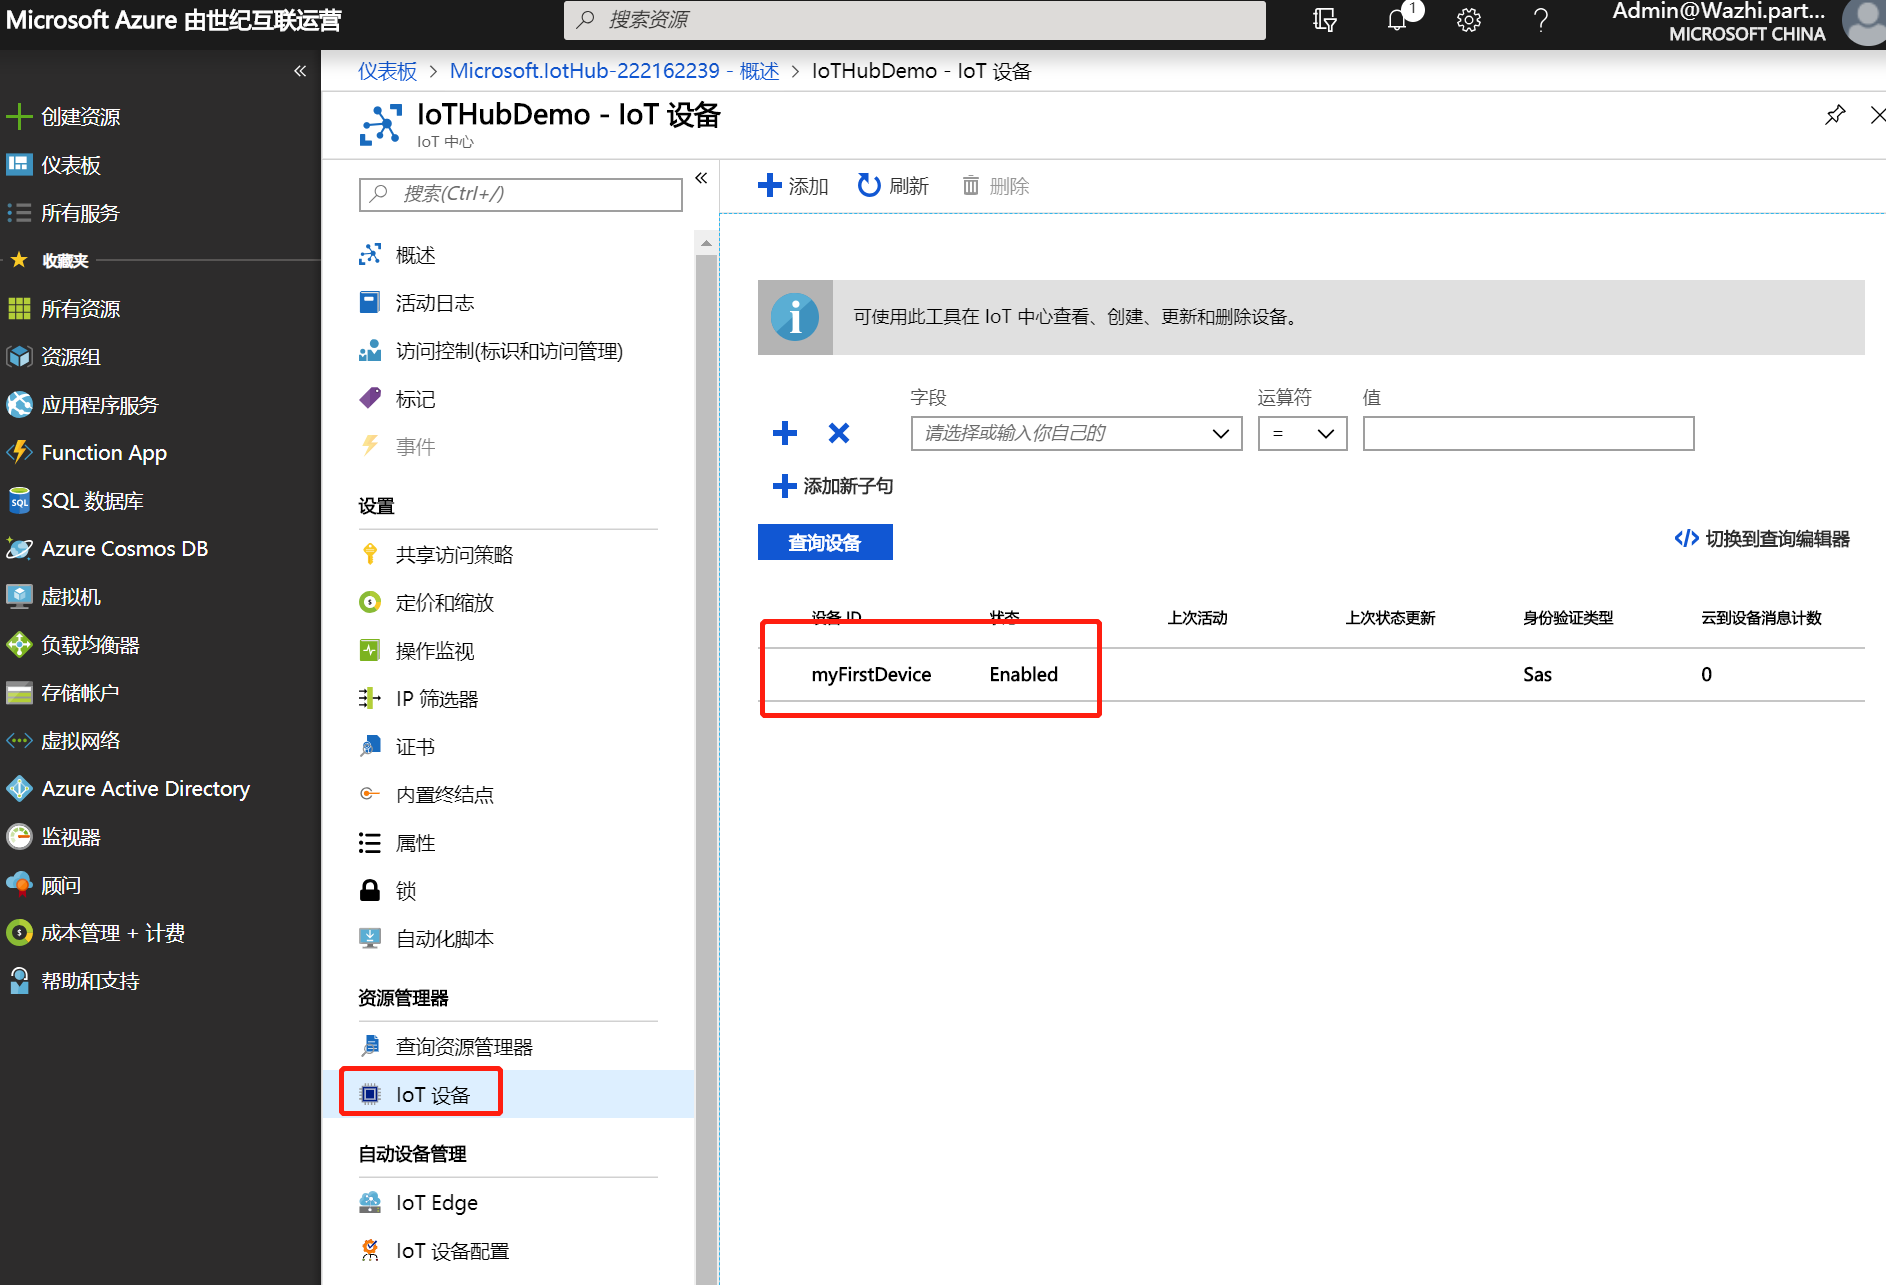 Microsoft Azure 由世纪互联运营
搜索资源
1
Admin@Wazhi.part...
MICROSOFT CHINA
«
创建资源
仪表板
所有服务
收藏夹
所有资源
资源组
应用程序服务
Function App
SQL 数据库
Azure Cosmos DB
虚拟机
负载均衡器
存储帐户
虚拟网络
Azure Active Directory
监视器
顾问
成本管理 + 计费
帮助和支持
仪表板 > Microsoft.IotHub-222162239 - 概述 > IoTHubDemo - IoT 设备
IoTHubDemo - IoT 设备
IoT 中心
搜索(Ctrl+/)
«
概述
活动日志
访问控制(标识和访问管理)
标记
事件
设置
共享访问策略
定价和缩放
操作监视
IP 筛选器
证书
内置终结点
属性
锁
自动化脚本
资源管理器
查询资源管理器
IoT 设备
自动设备管理
IoT Edge
IoT 设备配置
添加 刷新 删除
可使用此工具在 IoT 中心查看、创建、更新和删除设备。
字段 运算符 值
请选择或输入你自己的 =
添加新子句
查询设备
切换到查询编辑器
设备 ID 状态 上次活动 上次状态更新 身份验证类型 云到设备消息计数
myFirstDevice Enabled Sas 0